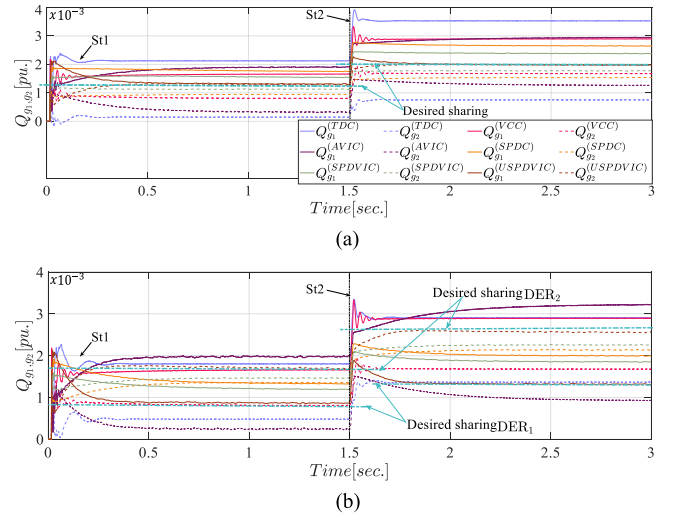 x10⁻³
4
3
2
1
0
Q_{g1,g2}[pu.]
St1
St2
Desired sharing
Q_{g1}^{(TDC)} Q_{g2}^{(TDC)} Q_{g1}^{(VCC)} Q_{g2}^{(VCC)}
Q_{g1}^{(AVIC)} Q_{g2}^{(AVIC)} Q_{g1}^{(SPDC)} Q_{g2}^{(SPDC)}
Q_{g1}^{(SPDVIC)} Q_{g2}^{(SPDVIC)} Q_{g1}^{(USPDVIC)} Q_{g2}^{(USPDVIC)}
0 0.5 1 1.5 2 2.5 3
Time[sec.]
(a)
x10⁻³
4
3
2
1
0
Q_{g1,g2}[pu.]
St1
St2
Desired sharing DER₂
Desired sharing DER₁
0 0.5 1 1.5 2 2.5 3
Time[sec.]
(b)